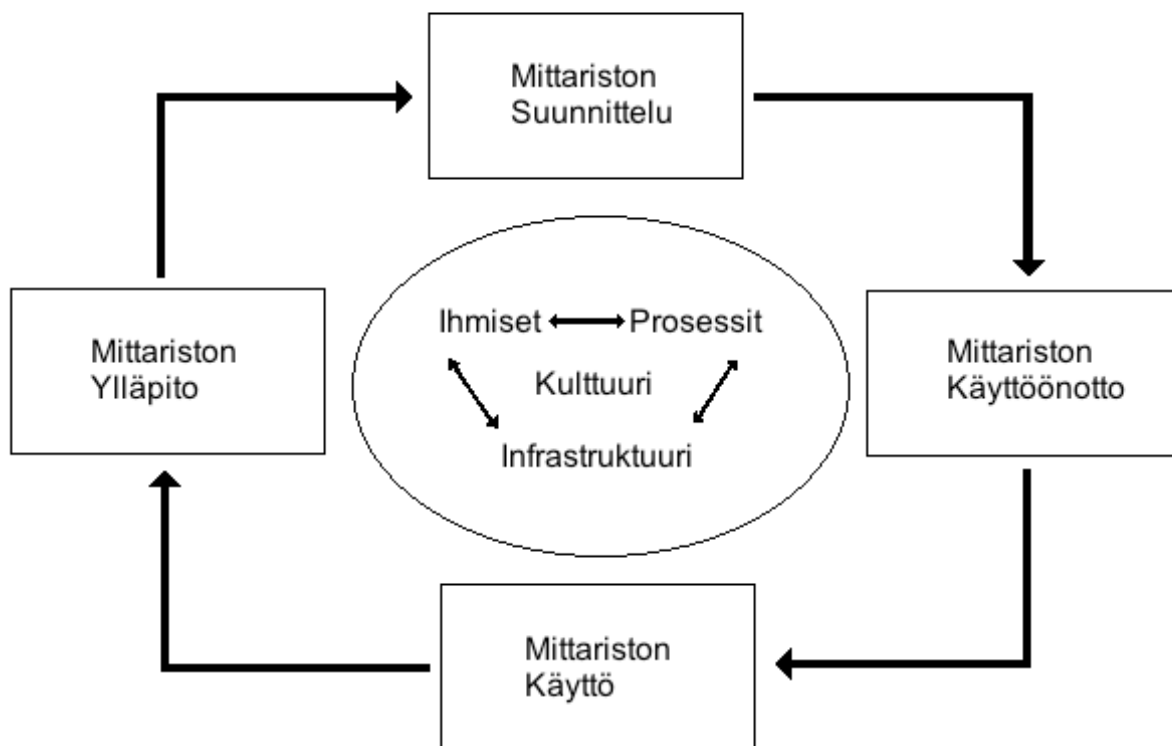 Mittariston
Suunnittelu
Ihmiset
Prosessit
Mittariston
Ylläpito
Kulttuuri
Mittariston
Käyttöönotto
Infrastruktuuri
Mittariston
Käyttö